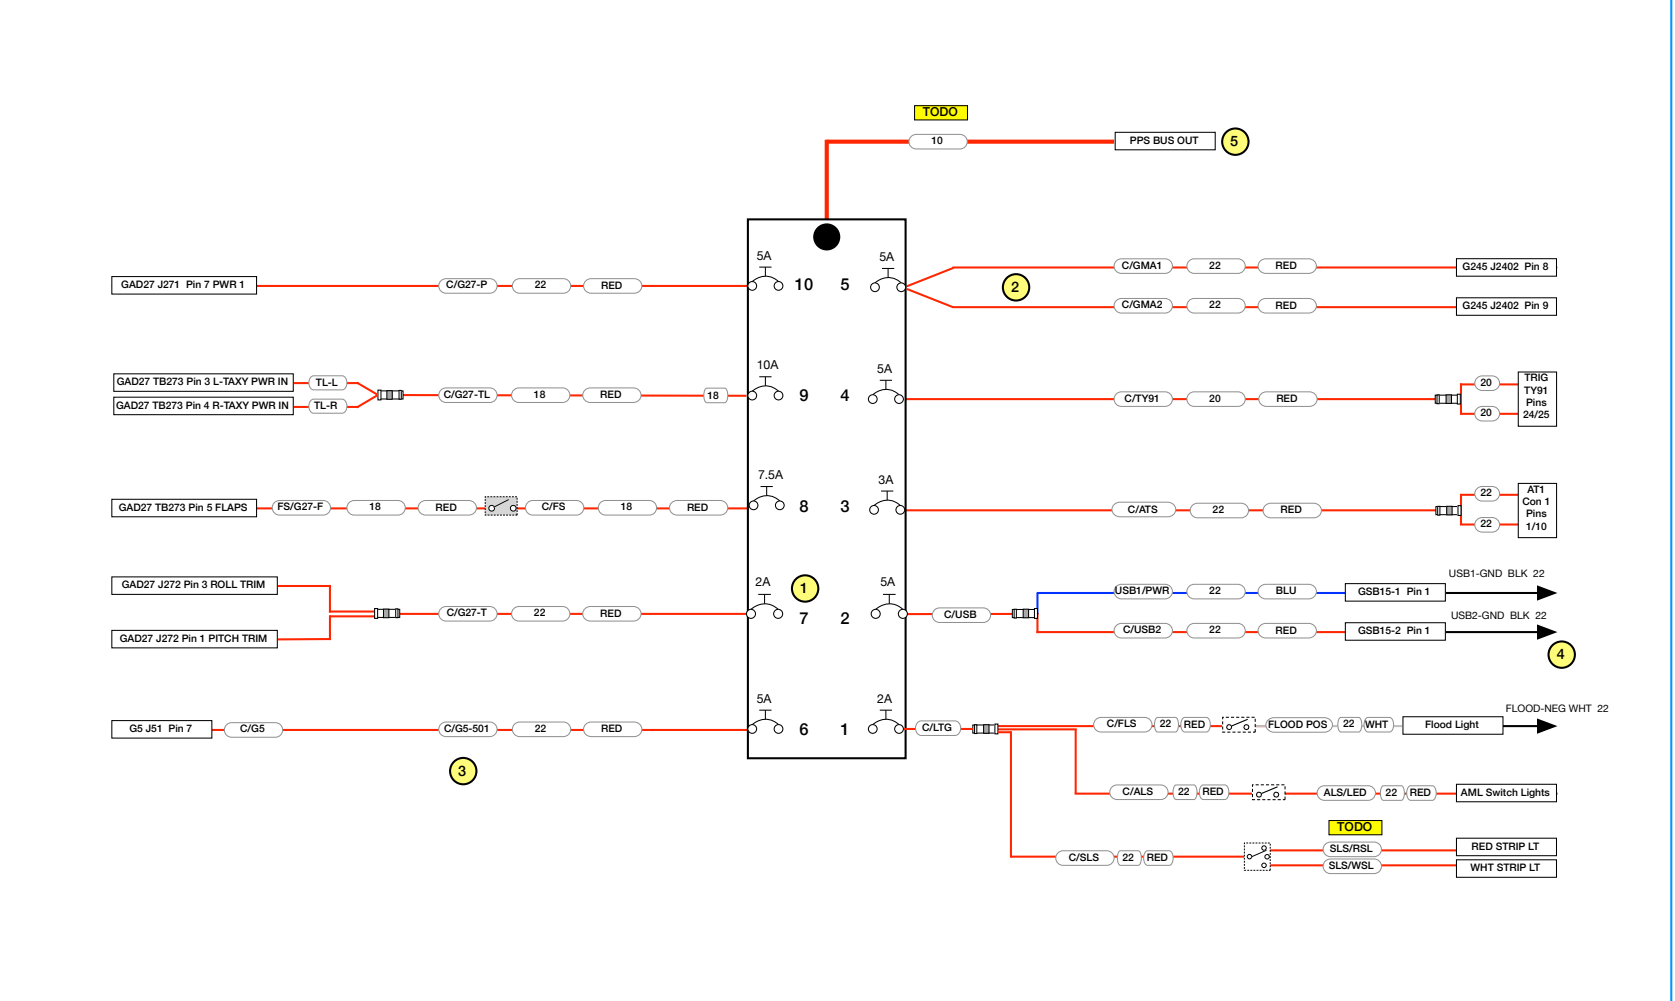 TODO
10
PPS BUS OUT
5
5A
5A
GAD27 J271 Pin 7 PWR 1
C/G27-P
22
RED
10
5
2
C/GMA1
22
RED
G245 J2402 Pin 8
C/GMA2
22
RED
G245 J2402 Pin 9
10A
5A
GAD27 TB273 Pin 3 L-TAXY PWR IN
TL-L
GAD27 TB273 Pin 4 R-TAXY PWR IN
TL-R
C/G27-TL
18
RED
18
9
4
C/TY91
20
RED
20
20
TRIG
TY91
Pins
24/25
7.5A
3A
GAD27 TB273 Pin 5 FLAPS
FS/G27-F
18
RED
C/FS
18
RED
8
3
C/ATS
22
RED
22
22
AT1
Con 1
Pins
1/10
2A
1
5A
GAD27 J272 Pin 3 ROLL TRIM
GAD27 J272 Pin 1 PITCH TRIM
C/G27-T
22
RED
7
2
C/USB
USB1/PWR
22
BLU
GSB15-1 Pin 1
USB1-GND BLK 22
C/USB2
22
RED
GSB15-2 Pin 1
USB2-GND BLK 22
4
5A
2A
G5 J51 Pin 7
C/G5
C/G5-501
22
RED
6
1
3
C/LTG
C/FLS
22
RED
FLOOD POS
22
WHT
Flood Light
FLOOD-NEG WHT 22
C/ALS
22
RED
ALS/LED
22
RED
AML Switch Lights
TODO
C/SLS
22
RED
SLS/RSL
RED STRIP LT
SLS/WSL
WHT STRIP LT